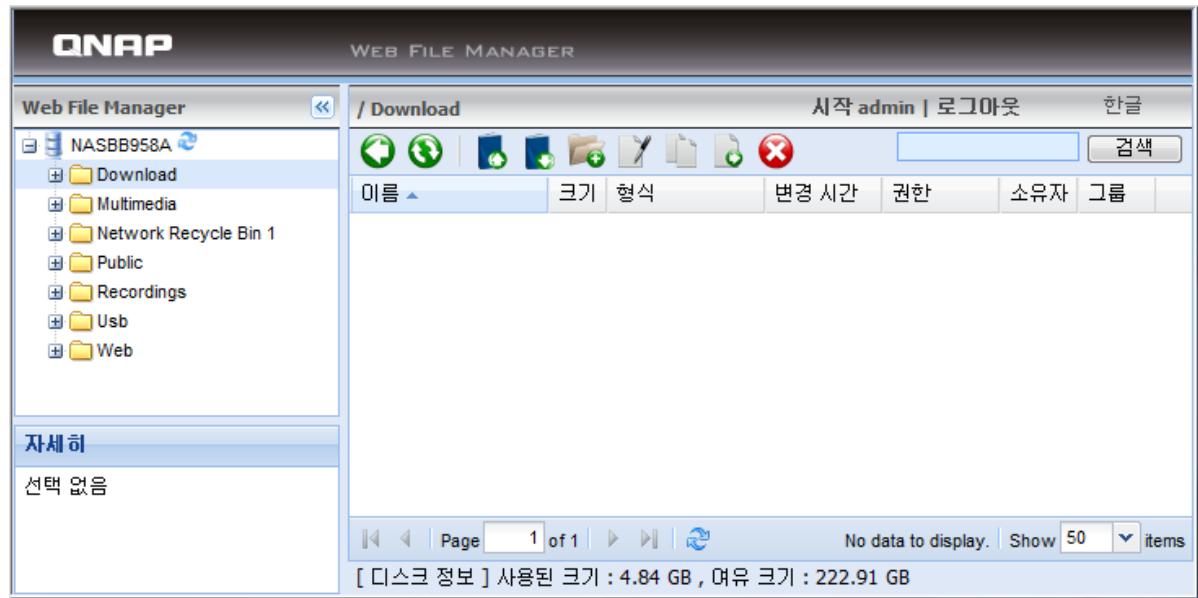 QNAP WEB FILE MANAGER
Web File Manager
NASBB958A
Download
Multimedia
Network Recycle Bin 1
Public
Recordings
Usb
Web
자세히
선택 없음
/ Download 시작 admin | 로그아웃 한글
검색
이름 크기 형식 변경 시간 권한 소유자 그룹
Page 1 of 1 No data to display. Show 50 items
[ 디스크 정보 ] 사용된 크기 : 4.84 GB , 여유 크기 : 222.91 GB